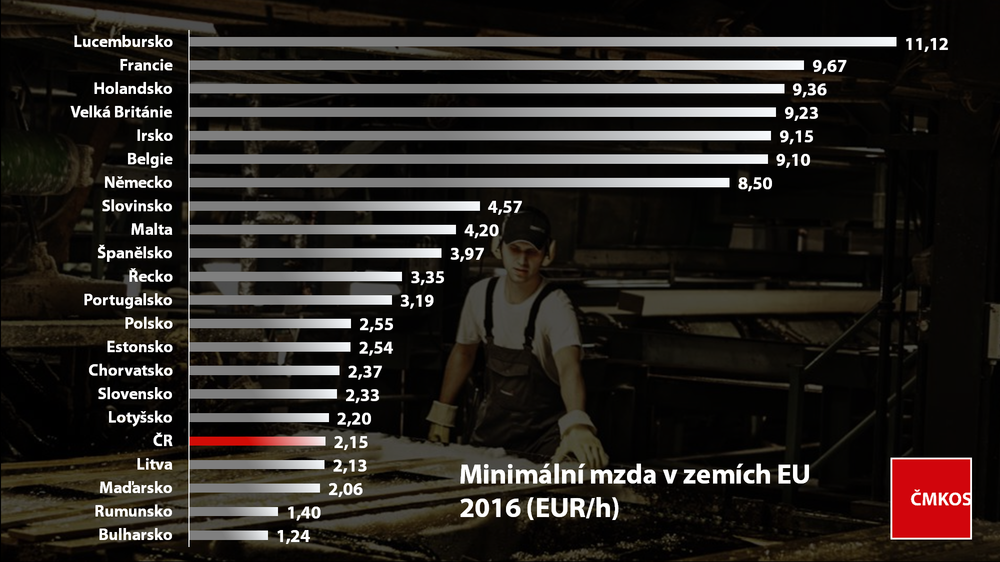 Lucembursko 11,12
Francie 9,67
Holandsko 9,36
Velká Británie 9,23
Irsko 9,15
Belgie 9,10
Německo 8,50
Slovinsko 4,57
Malta 4,20
Španělsko 3,97
Řecko 3,35
Portugalsko 3,19
Polsko 2,55
Estonsko 2,54
Chorvatsko 2,37
Slovensko 2,33
Lotyšsko 2,20
ČR 2,15
Litva 2,13
Maďarsko 2,06
Rumunsko 1,40
Bulharsko 1,24
Minimální mzda v zemích EU
2016 (EUR/h)
ČMKOS